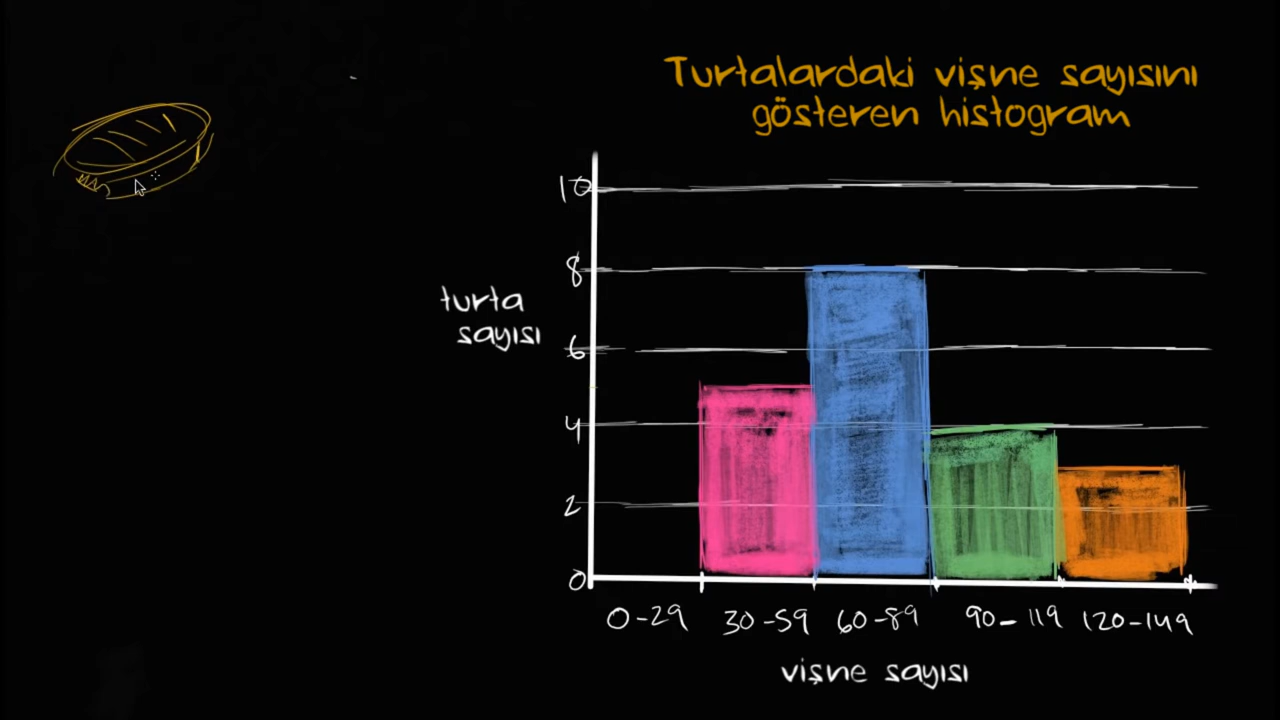 Turtalardaki vişne sayısını
gösteren histogram
10
8
turta
sayısı
6
4
2
0
0-29 30-59 60-89 90-119 120-149
vişne sayısı